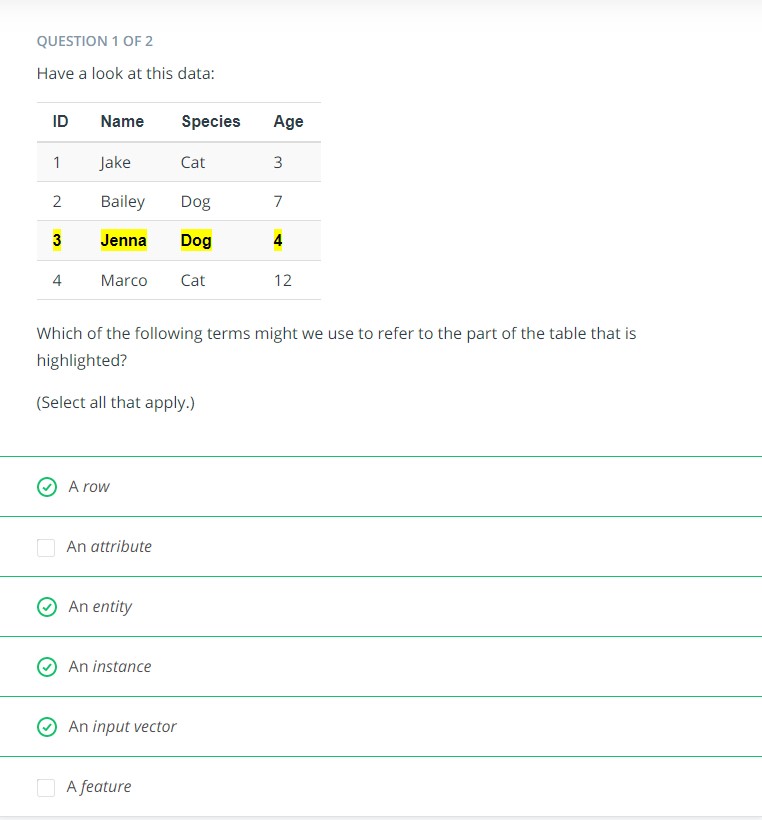 QUESTION 1 OF 2
Have a look at this data:
ID Name Species Age
1 Jake Cat 3
2 Bailey Dog 7
3 Jenna Dog 4
4 Marco Cat 12
Which of the following terms might we use to refer to the part of the table that is
highlighted?
(Select all that apply.)
A row
An attribute
An entity
An instance
An input vector
A feature